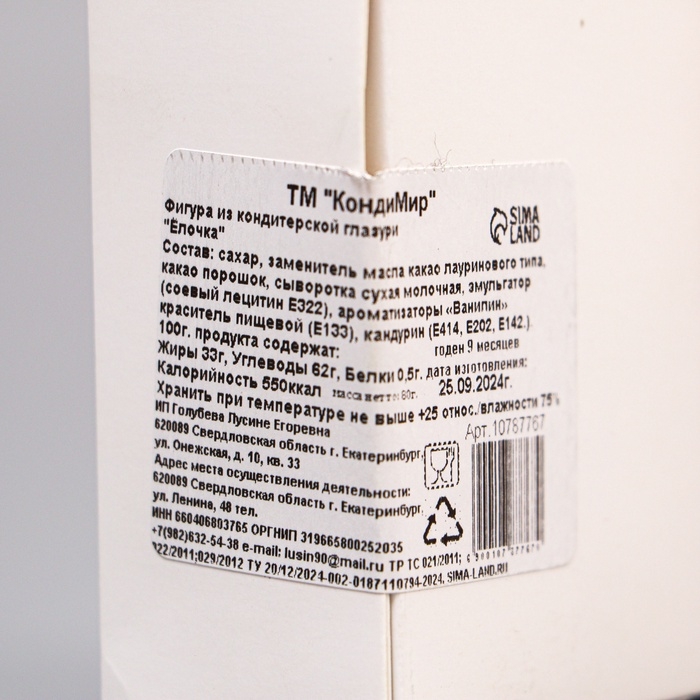 ТМ "КондиМир"
Фигура из кондитерской глазури
"Ёлочка"
SIMA
LAND
Состав: сахар, заменитель масла какао лауринового типа,
какао порошок, сыворотка сухая молочная, эмульгатор
(соевый лецитин Е322), ароматизаторы «Ванилин»
краситель пищевой (Е133), кандурин (Е414, Е202, Е142.)
100г. продукта содержат:
годен 9 месяцев
Жиры 33г, Углеводы 62г, Белки 0,5г. дата изготовления:
Калорийность 550ккал масса нетто: 60г. 25.09.2024г.
Хранить при температуре не выше +25 относ./влажности 75%
ИП Голубева Лусине Егоревна
Арт.10787767
620089 Свердловская область г. Екатеринбург,
ул. Онежская, д. 10, кв. 33
Адрес места осуществления деятельности:
620089 Свердловская область г. Екатеринбург,
ул. Ленина, 48 тел.
ИНН 660406803765 ОРГНИП 319665800252035
+7(982)632-54-38 e-mail: lusin90@mail.ru ТР ТС 021/2011;
022/2011;029/2012 ТУ 20/12/2024-002-0187110794-2024. SIMA-LAND.RU